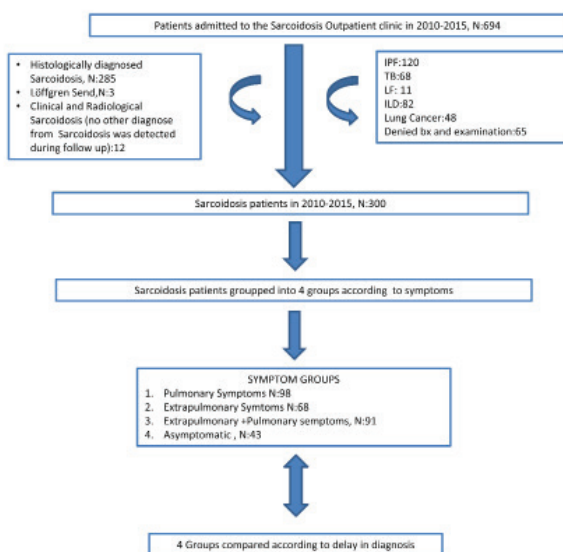 Patients admitted to the Sarcoidosis Outpatient clinic in 2010-2015, N:694
• Histologically diagnosed
Sarcoidosis, N:285
• Löffgren Send,N:3
• Clinical and Radiological
Sarcoidosis (no other diagnose
from Sarcoidosis was detected
during follow up):12
IPF:120
TB:68
LF: 11
ILD:82
Lung Cancer:48
Denied bx and examination:65
Sarcoidosis patients in 2010-2015, N:300
Sarcoidosis patients groupped into 4 groups according to symptoms
SYMPTOM GROUPS
1. Pulmonary Symptoms N:98
2. Extrapulmonary Symtoms N:68
3. Extrapulmonary +Pulmonary semptoms, N:91
4. Asymptomatic , N:43
4 Groups compared according to delay in diagnosis